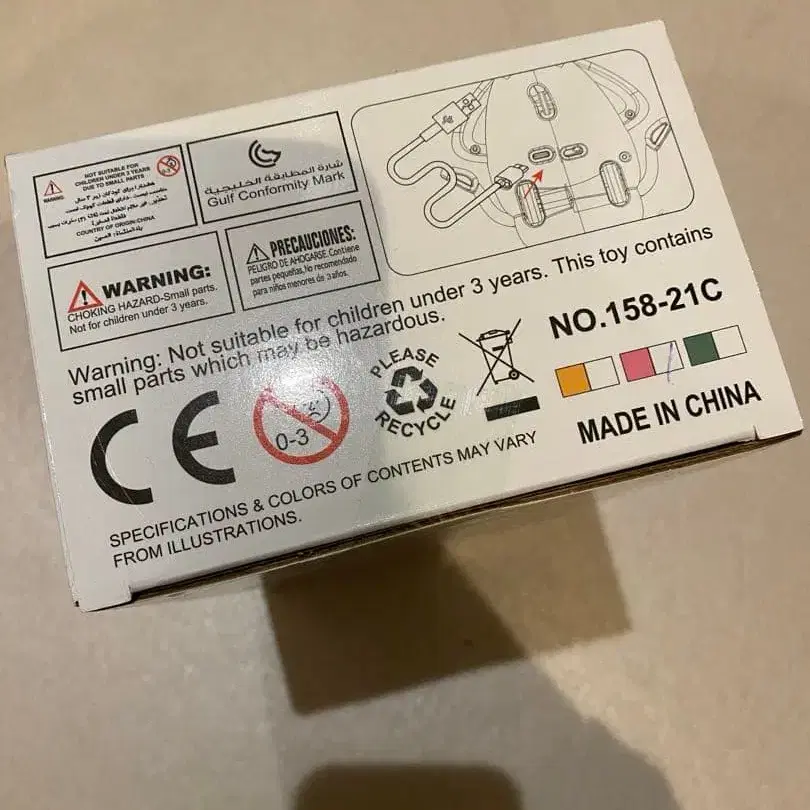 NOT SUITABLE FOR
CHILDREN UNDER 3 YEARS
DUE TO SMALL PARTS
WARNING
COUNTRY OF ORIGIN:CHINA
بلد المنشأ: الصين
شارة المطابقة الخليجية
Gulf Conformity Mark
WARNING:
CHOKING HAZARD-Small parts.
Not for children under 3 years.
PRECAUCIONES:
PELIGRO DE AHOGARSE. Contiene
partes pequeñas, No recomendado
para niños menores de 3 años.
Warning: Not suitable for children under 3 years. This toy contains
small parts which may be hazardous.
CE
0-3
PLEASE
RECYCLE
NO.158-21C
MADE IN CHINA
SPECIFICATIONS & COLORS OF CONTENTS MAY VARY
FROM ILLUSTRATIONS.